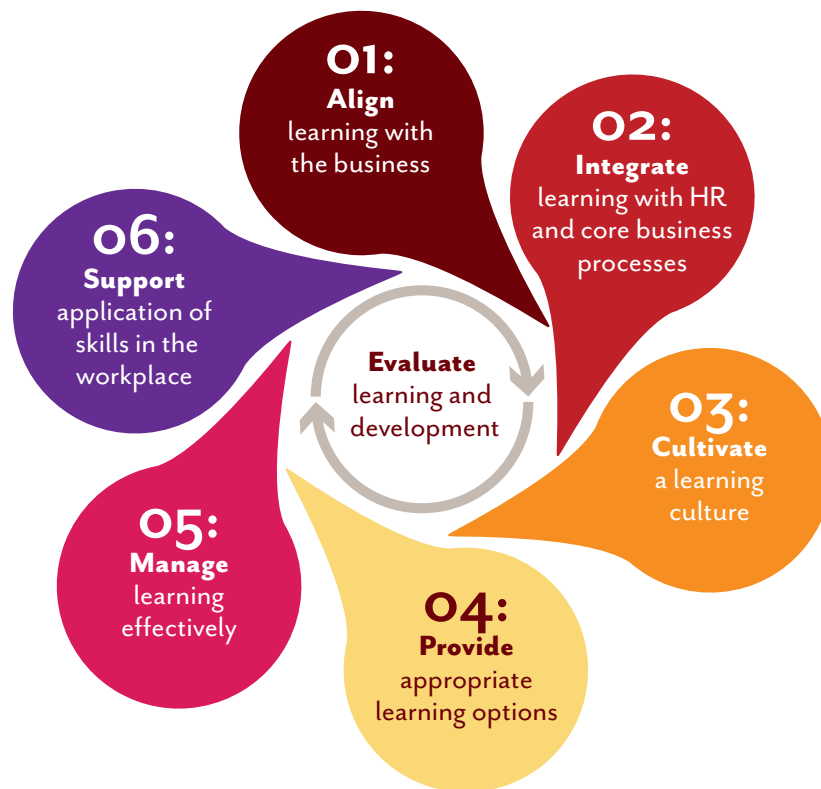 01:
Align
learning with
the business
02:
Integrate
learning with HR
and core business
processes
03:
Cultivate
a learning
culture
04:
Provide
appropriate
learning options
05:
Manage
learning
effectively
06:
Support
application of
skills in the
workplace
Evaluate
learning and
development